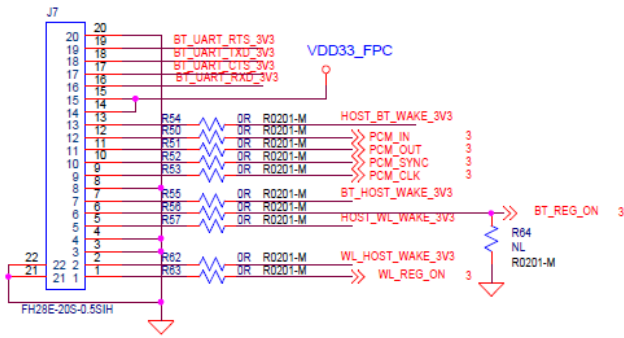 J7
20 20
19 19 BT_UART_RTS_3V3
18 18 BT_UART_TXD_3V3
17 17 BT_UART_CTS_3V3
16 16 BT_UART_RXD_3V3
VDD33_FPC
15 15
14 14
13 13 R54 0R R0201-M HOST_BT_WAKE_3V3
12 12 R50 0R R0201-M PCM_IN 3
11 11 R51 0R R0201-M PCM_OUT 3
10 10 R52 0R R0201-M PCM_SYNC 3
9 9 R53 0R R0201-M PCM_CLK 3
8 8
7 7 R55 0R R0201-M BT_HOST_WAKE_3V3
6 6 R56 0R R0201-M BT_REG_ON 3
5 5 R57 0R R0201-M HOST_WL_WAKE_3V3
R64
NL
R0201-M
4 4
3 3
22 22 2 2 R62 0R R0201-M WL_HOST_WAKE_3V3
21 21 1 1 R63 0R R0201-M WL_REG_ON 3
FH28E-20S-0.5SIH